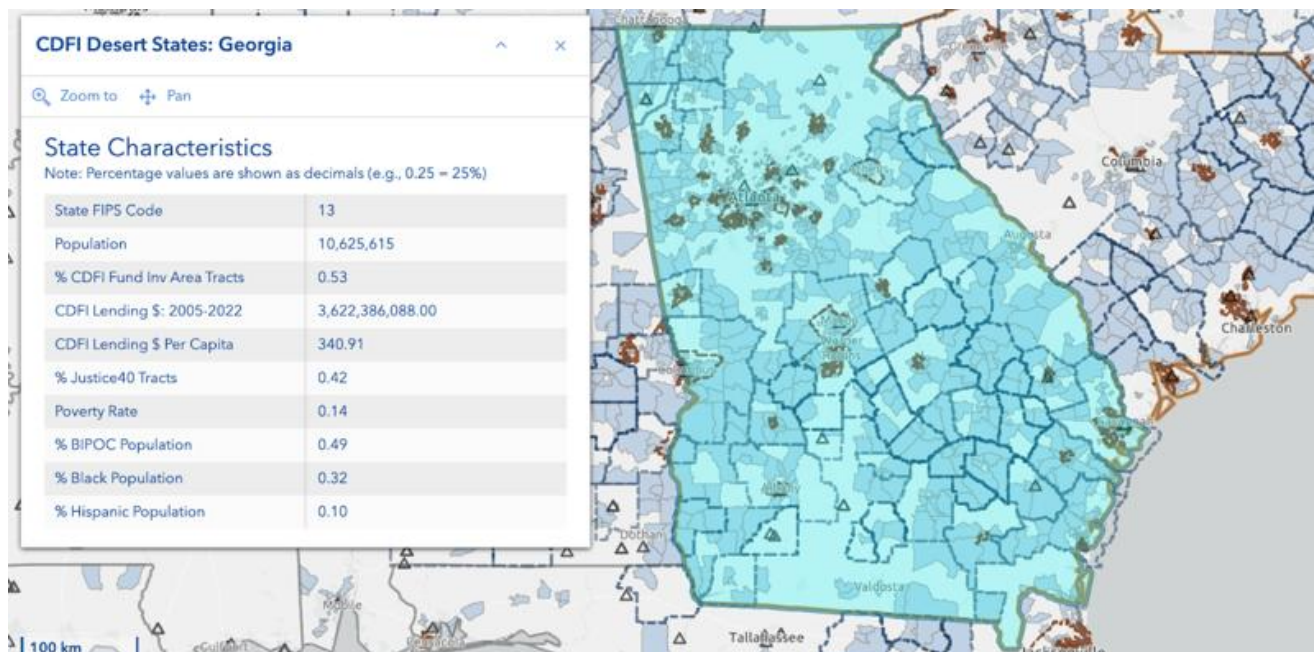 CDFI Desert States: Georgia
Zoom to Pan
State Characteristics
Note: Percentage values are shown as decimals (e.g., 0.25 = 25%)
State FIPS Code 13
Population 10,625,615
% CDFI Fund Inv Area Tracts 0.53
CDFI Lending $: 2005-2022 3,622,386,088.00
CDFI Lending $ Per Capita 340.91
% Justice40 Tracts 0.42
Poverty Rate 0.14
% BIPOC Population 0.49
% Black Population 0.32
% Hispanic Population 0.10
Atlanta
Columbia
Augusta
Charleston
Albany
Dothan
Valdosta
Mobile
Tallahassee
Jacksonville
100 km